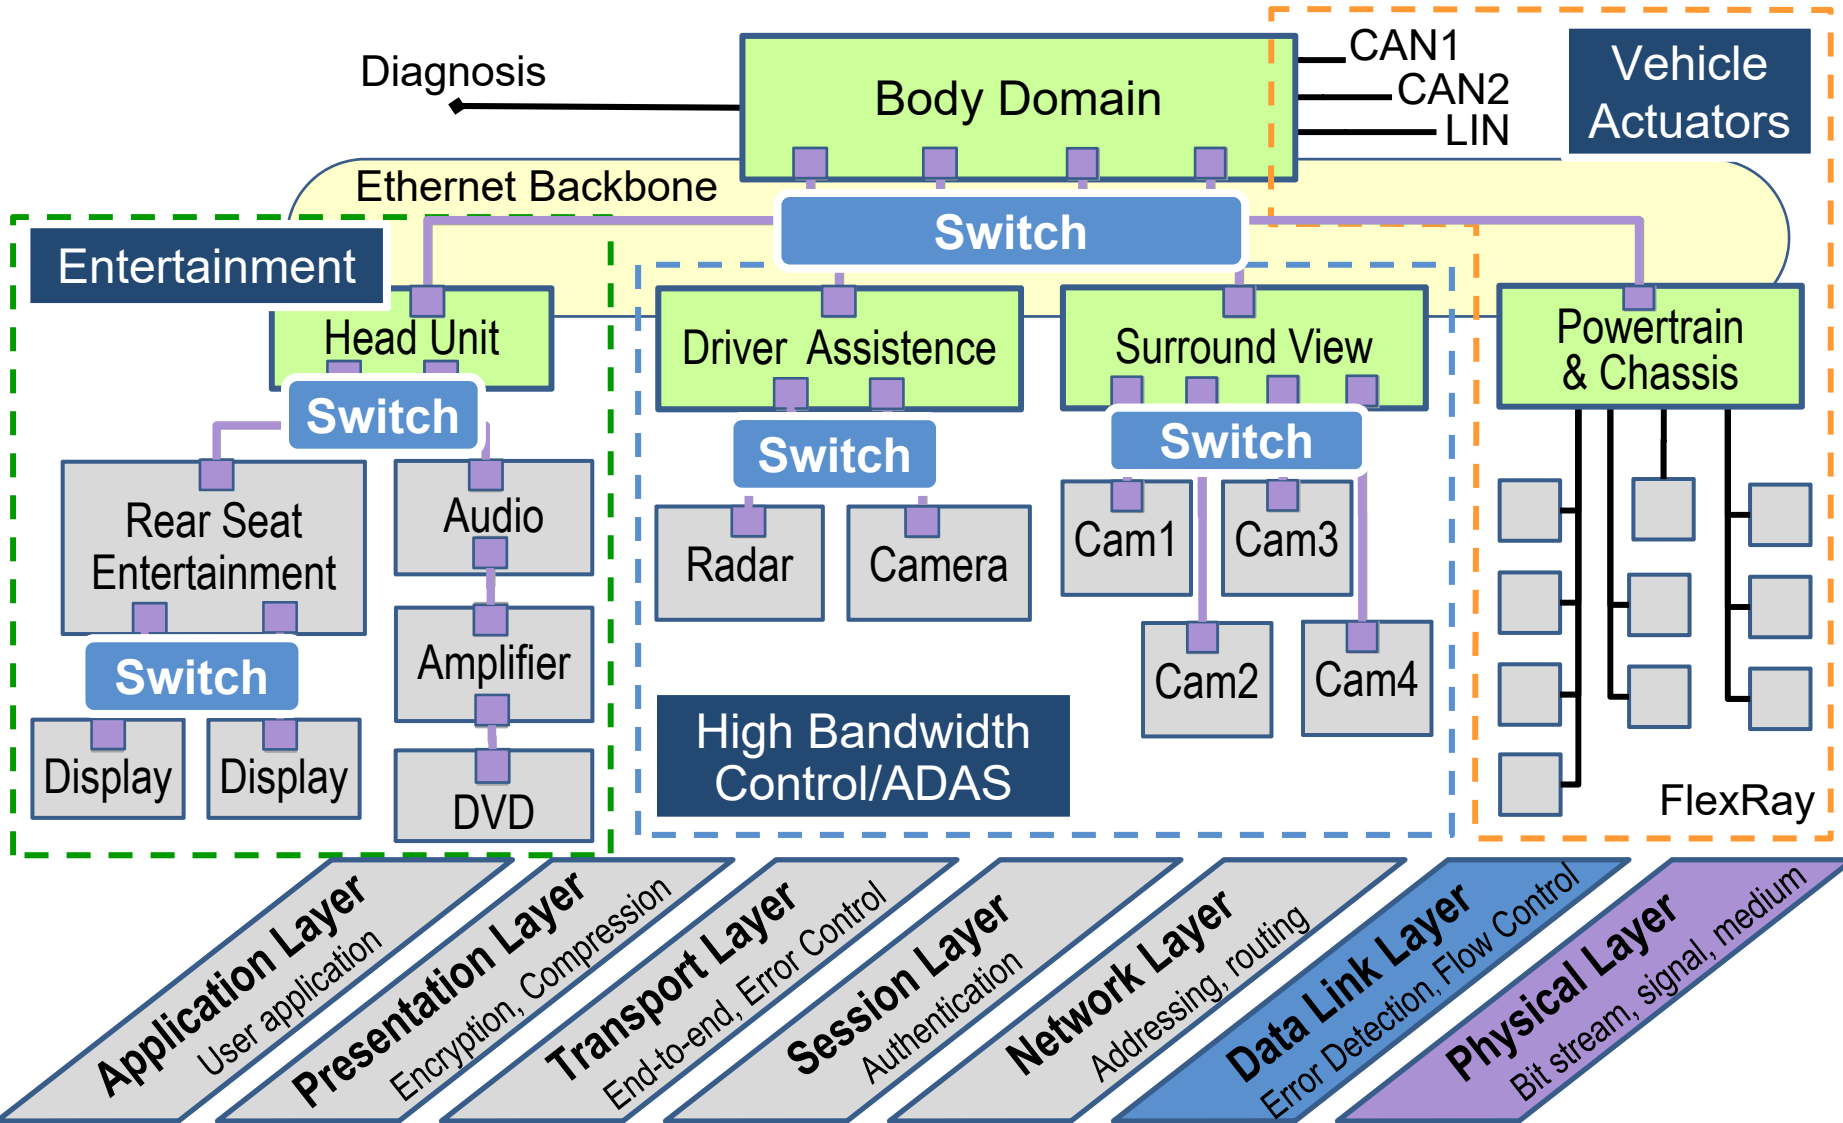 Diagnosis
Body Domain
CAN1
CAN2
LIN
Vehicle
Actuators
Ethernet Backbone
Switch
Entertainment
Head Unit
Switch
Rear Seat
Entertainment
Audio
Switch
Amplifier
Display
Display
DVD
Driver Assistence
Switch
Radar
Camera
Surround View
Switch
Cam1
Cam3
Cam2
Cam4
High Bandwidth
Control/ADAS
Powertrain
& Chassis
FlexRay
Application Layer
User application
Presentation Layer
Encryption, Compression
Transport Layer
End-to-end, Error Control
Session Layer
Authentication
Network Layer
Addressing, routing
Data Link Layer
Error Detection, Flow Control
Physical Layer
Bit stream, signal, medium